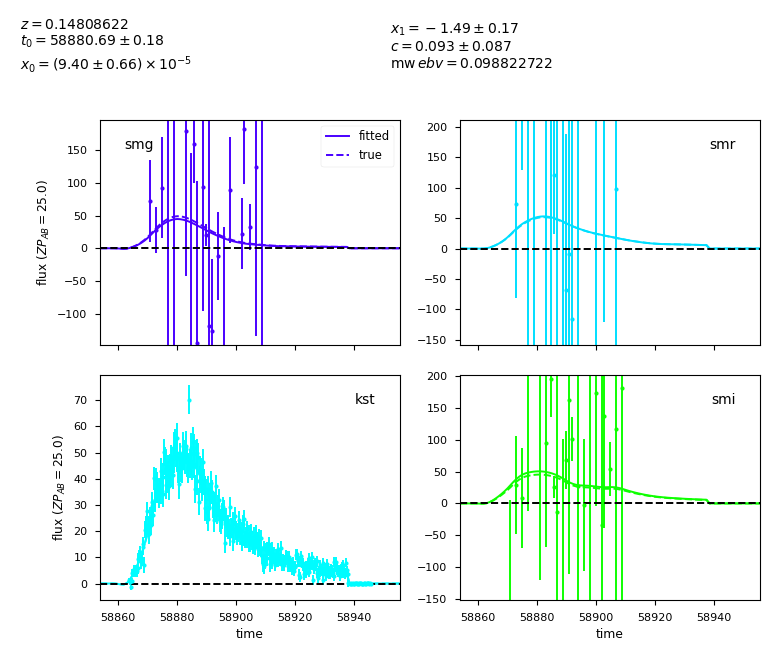 z = 0.14808622
t₀ = 58880.69 ± 0.18
x₀ = (9.40 ± 0.66) × 10⁻⁵
x₁ = −1.49 ± 0.17
c = 0.093 ± 0.087
mw ebv = 0.098822722
smg
fitted
true
150
100
50
0
−50
−100
flux (ZP_AB = 25.0)
smr
200
150
100
50
0
−50
−100
−150
kst
70
60
50
40
30
20
10
0
flux (ZP_AB = 25.0)
58860 58880 58900 58920 58940
time
smi
200
150
100
50
0
−50
−100
−150
58860 58880 58900 58920 58940
time